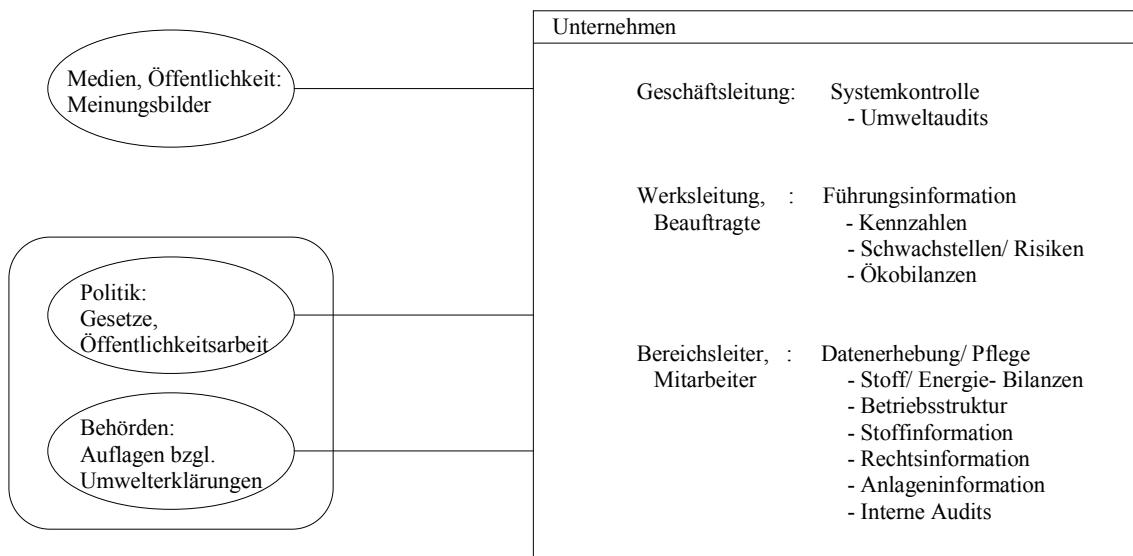 Medien, Öffentlichkeit:
Meinungsbilder
Politik:
Gesetze,
Öffentlichkeitsarbeit
Behörden:
Auflagen bzgl.
Umwelterklärungen
Unternehmen
Geschäftsleitung: Systemkontrolle
- Umweltaudits
Werksleitung, : Führungsinformation
Beauftragte - Kennzahlen
- Schwachstellen/ Risiken
- Ökobilanzen
Bereichsleiter, : Datenerhebung/ Pflege
Mitarbeiter - Stoff/ Energie- Bilanzen
- Betriebsstruktur
- Stoffinformation
- Rechtsinformation
- Anlageninformation
- Interne Audits